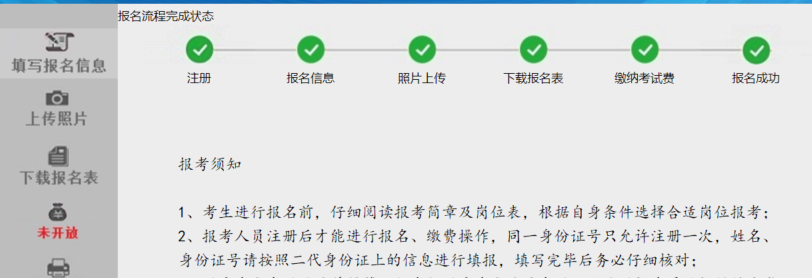 报名流程完成状态
填写报名信息
上传照片
下载报名表
未开放
注册
报名信息
照片上传
下载报名表
缴纳考试费
报名成功
报考须知
1、考生进行报名前，仔细阅读报考简章及岗位表，根据自身条件选择合适岗位报考；
2、报考人员注册后才能进行报名、缴费操作，同一身份证号只允许注册一次，姓名、
身份证号请按照二代身份证上的信息进行填报，填写完毕后务必仔细核对；